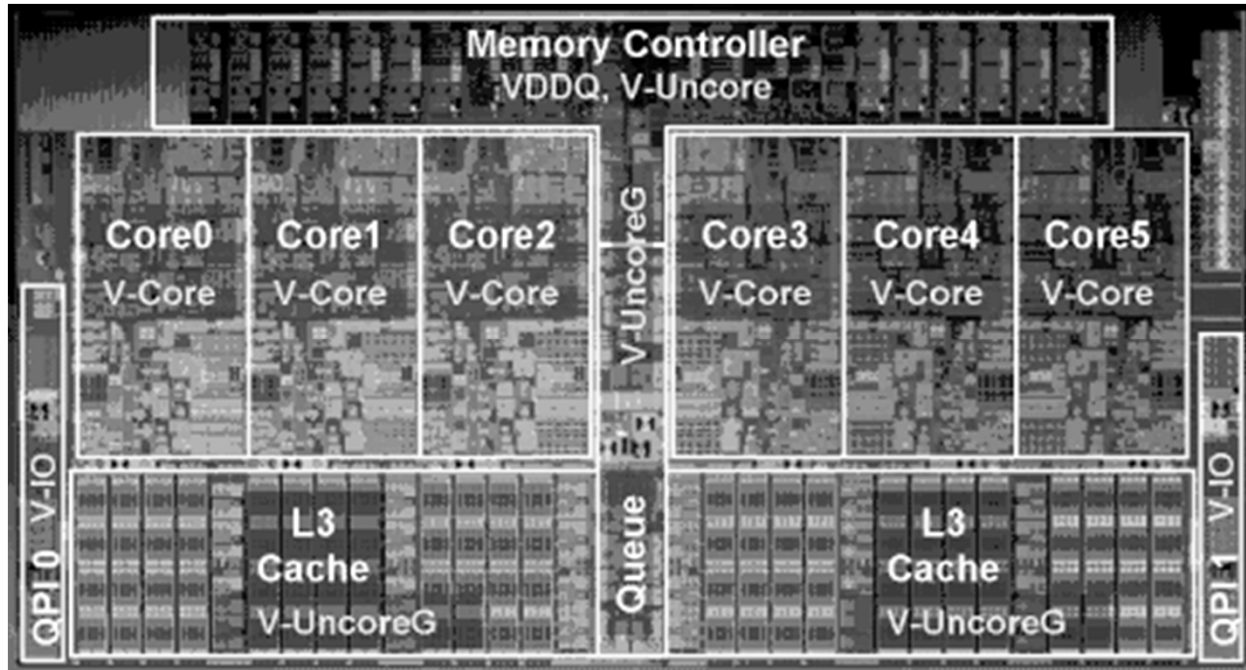 Memory Controller
VDDQ, V-Uncore
Core0
V-Core
Core1
V-Core
Core2
V-Core
V-UncoreG
Core3
V-Core
Core4
V-Core
Core5
V-Core
QPI 0 V-IO
L3
Cache
V-UncoreG
Queue
L3
Cache
V-UncoreG
QPI 1 V-IO